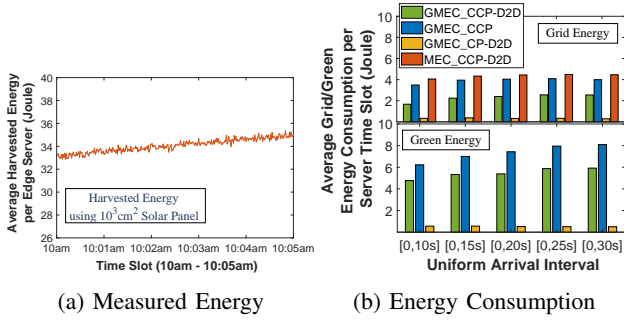 Average Harvested Energy
per Edge Server (Joule)
40
38
36
34
32
30
28
26
Harvested Energy
using 10³cm² Solar Panel
10am 10:01am 10:02am 10:03am 10:04am 10:05am
Time Slot (10am - 10:05am)
(a) Measured Energy
Average Grid/Green
Energy Consumption per
Server Time Slot (Joule)
GMEC_CCP-D2D
GMEC_CCP
GMEC_CP-D2D
MEC_CCP-D2D
Grid Energy
10
8
6
4
2
Green Energy
8
6
4
2
[0,10s] [0,15s] [0,20s] [0,25s] [0,30s]
Uniform Arrival Interval
(b) Energy Consumption